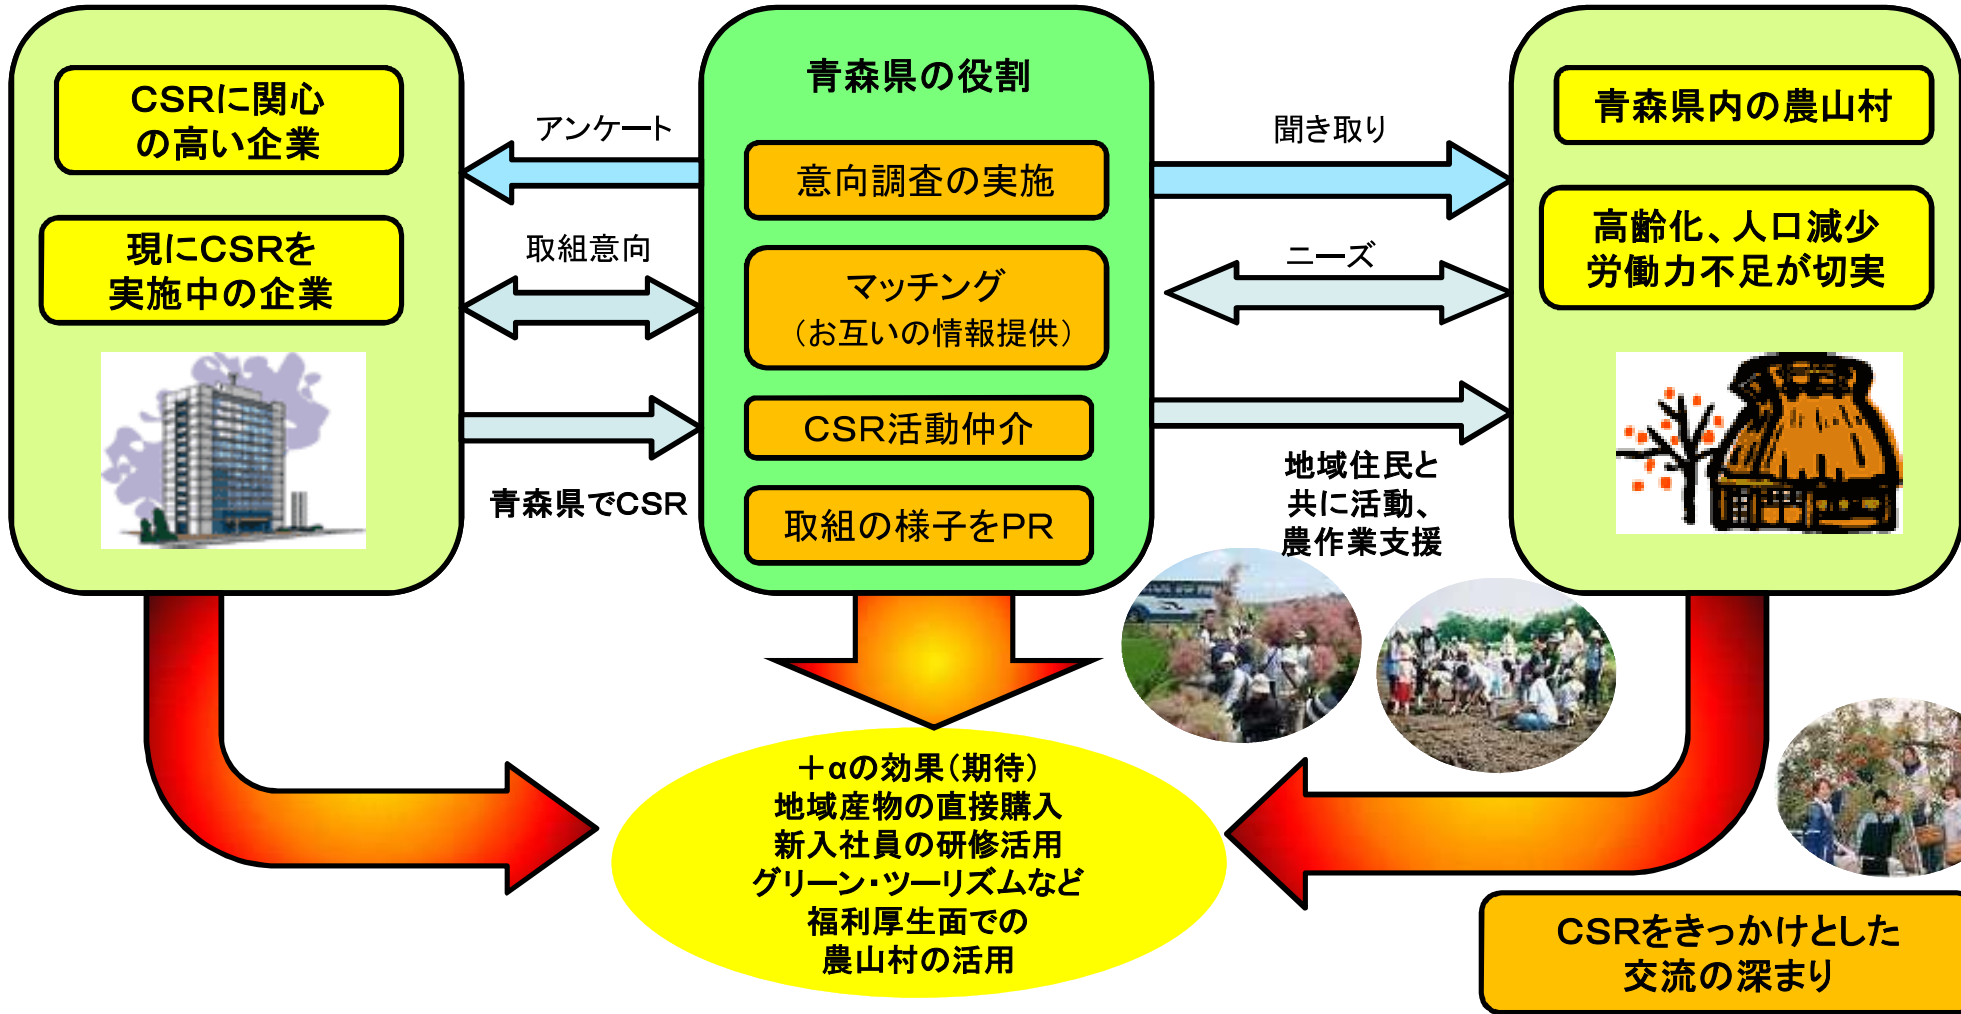 CSRに関心
の高い企業
現にCSRを
実施中の企業
アンケート
取組意向
青森県でCSR
青森県の役割
意向調査の実施
マッチング
（お互いの情報提供）
CSR活動仲介
取組の様子をPR
聞き取り
ニーズ
地域住民と
共に活動、
農作業支援
青森県内の農山村
高齢化、人口減少
労働力不足が切実
＋αの効果（期待）
地域産物の直接購入
新入社員の研修活用
グリーン・ツーリズムなど
福利厚生面での
農山村の活用
CSRをきっかけとした
交流の深まり